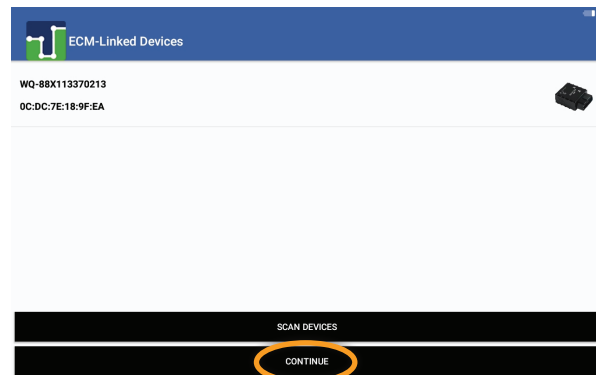 ECM-Linked Devices
WQ-88X113370213
0C:DC:7E:18:9F:EA
SCAN DEVICES
CONTINUE